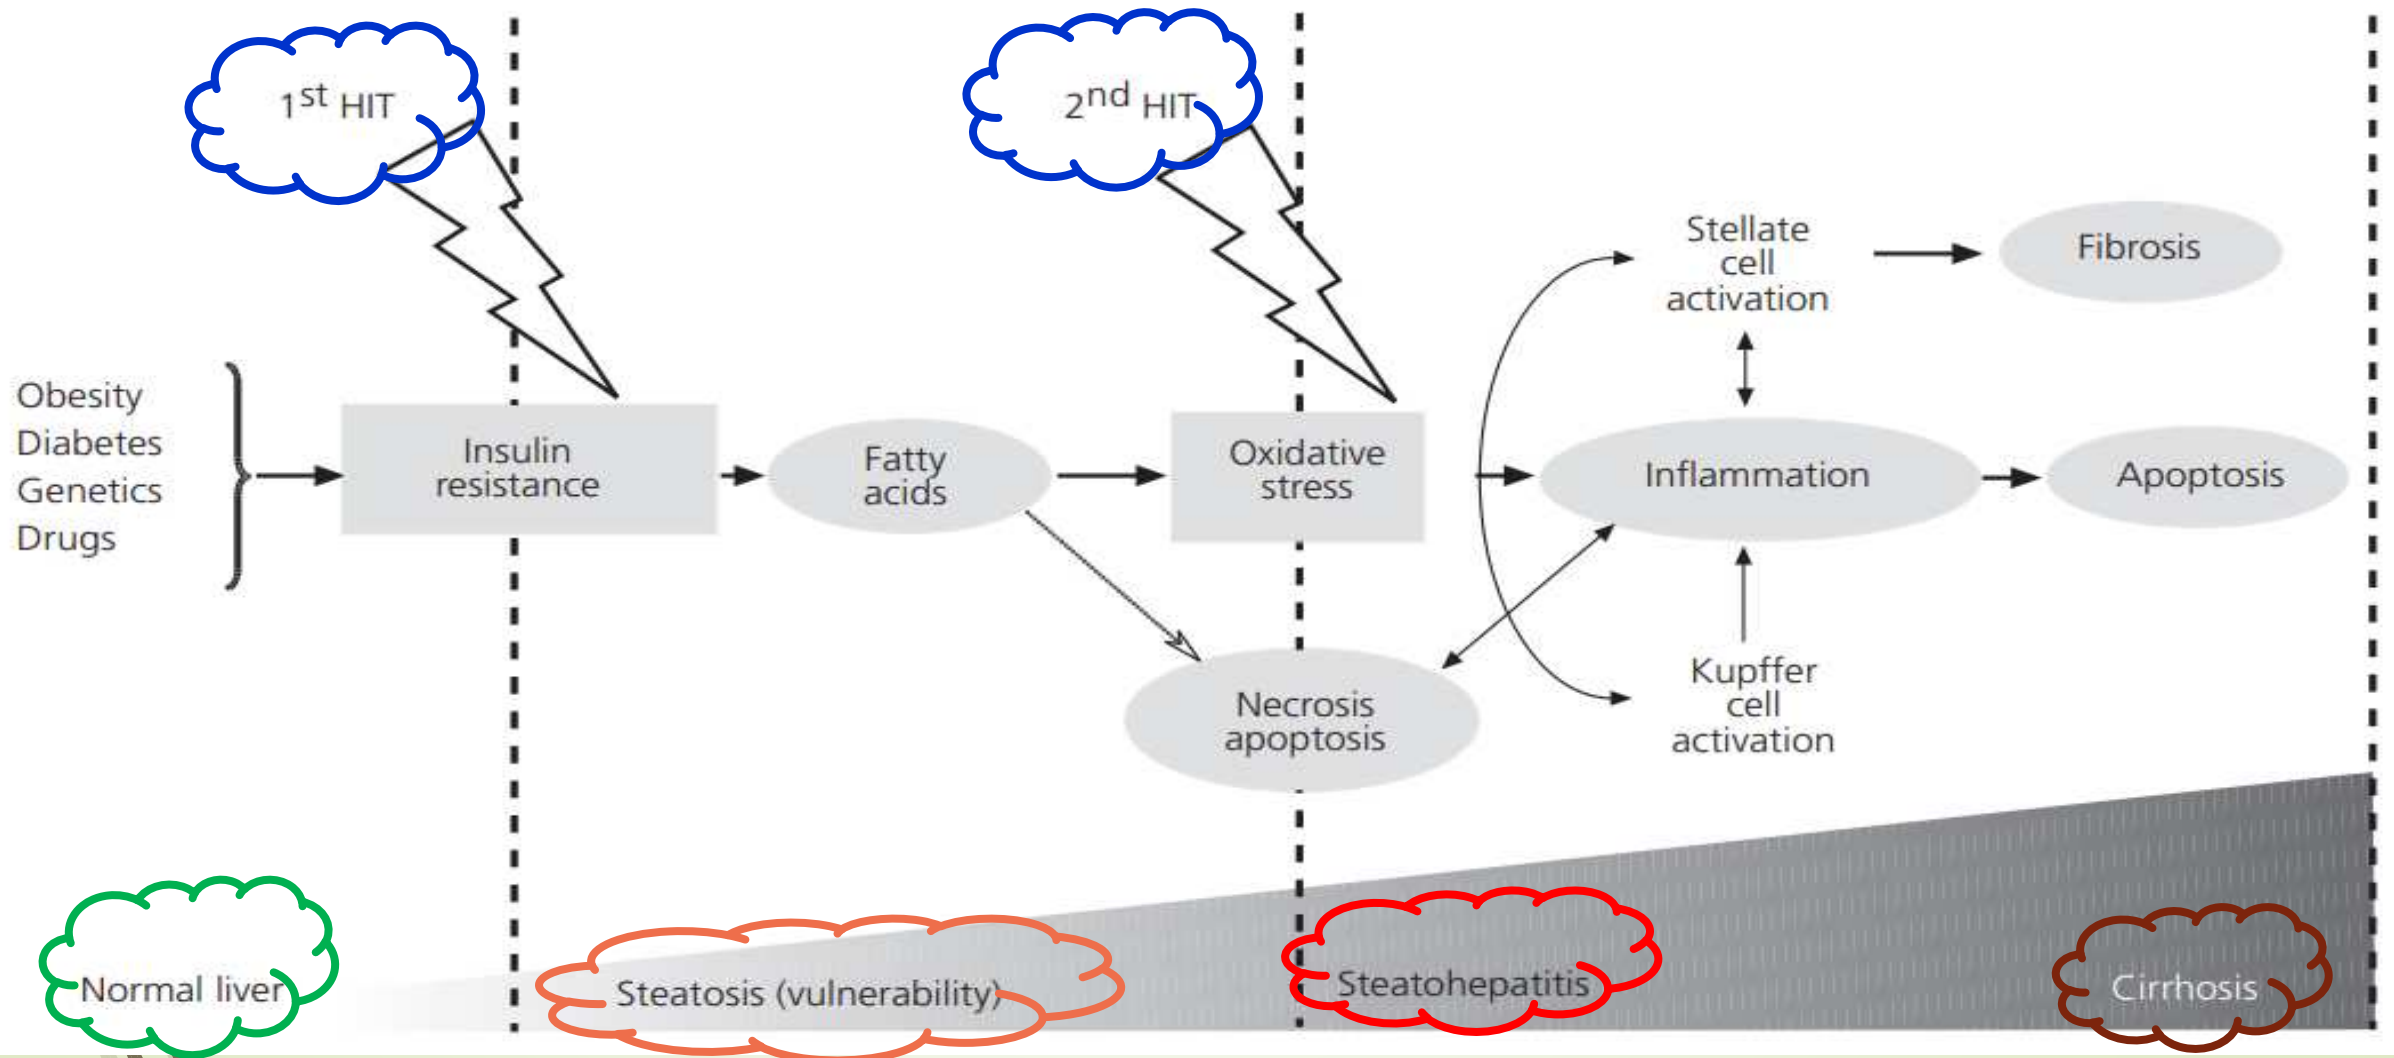 1st HIT
2nd HIT
Obesity
Diabetes
Genetics
Drugs
Insulin
resistance
Fatty
acids
Oxidative
stress
Necrosis
apoptosis
Stellate
cell
activation
Fibrosis
Inflammation
Apoptosis
Kupffer
cell
activation
Normal liver
Steatosis (vulnerability)
Steatohepatitis
Cirrhosis